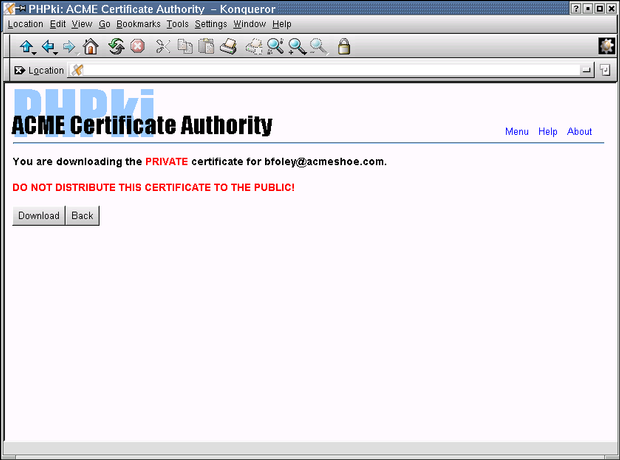 PHPki: ACME Certificate Authority – Konqueror
Location Edit View Go Bookmarks Tools Settings Window Help
Location
PHPki
ACME Certificate Authority
Menu Help About
You are downloading the PRIVATE certificate for bfoley@acmeshoe.com.
DO NOT DISTRIBUTE THIS CERTIFICATE TO THE PUBLIC!
Download Back